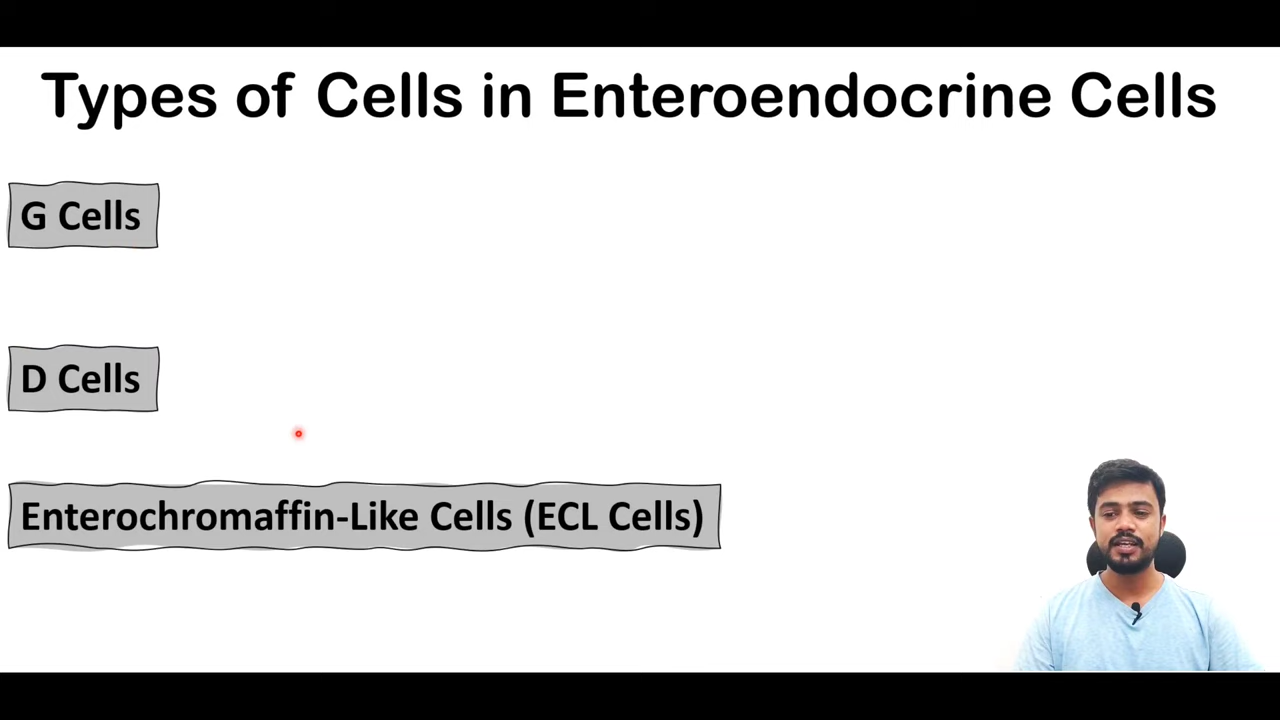 Types of Cells in Enteroendocrine Cells
G Cells
D Cells
Enterochromaffin-Like Cells (ECL Cells)